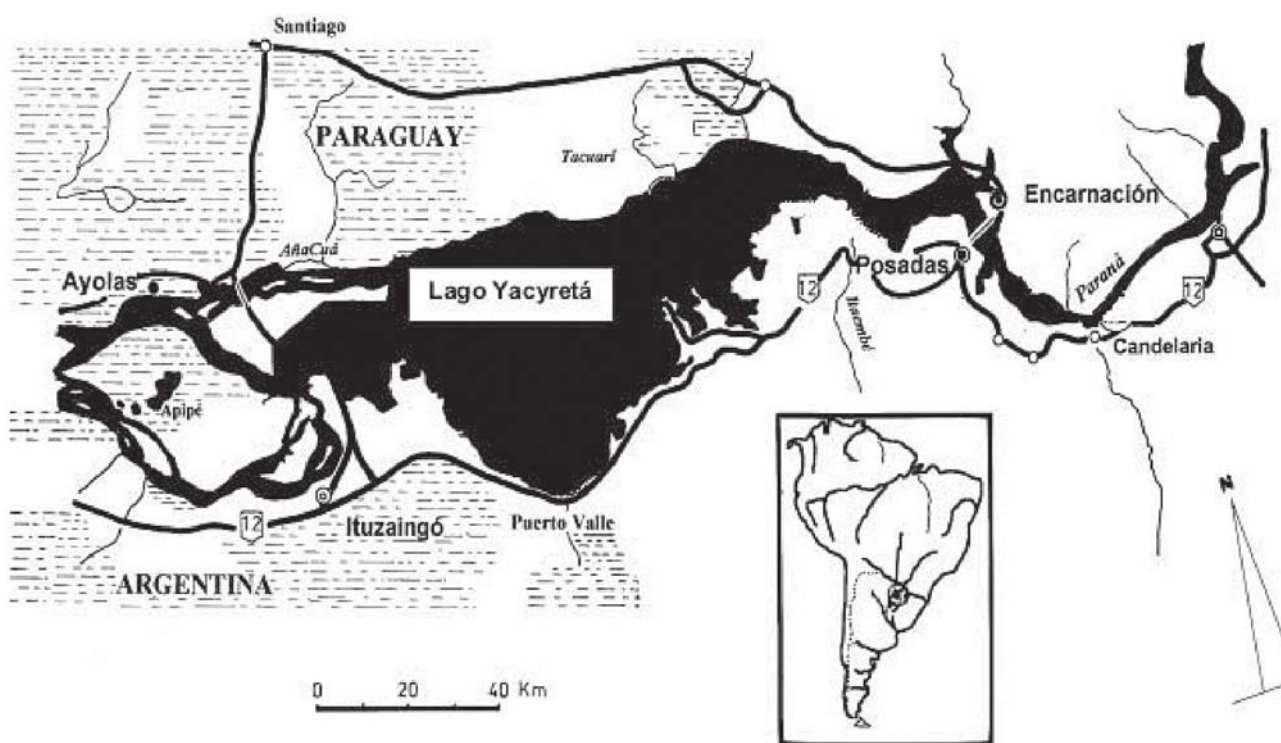 Santiago
PARAGUAY
Tacuarí
AñaCuá
Encarnación
Ayolas
Lago Yacyretá
Posadas
Paraná
12
12
Candelaria
Apipé
12
Ituzaingó
Puerto Valle
ARGENTINA
N
0 20 40 Km